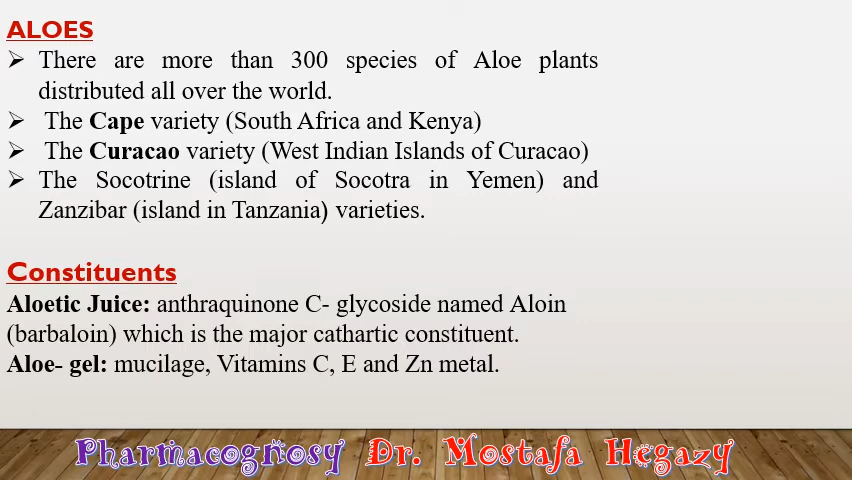 ALOES
➢ There are more than 300 species of Aloe plants
distributed all over the world.
➢ The Cape variety (South Africa and Kenya)
➢ The Curacao variety (West Indian Islands of Curacao)
➢ The Socotrine (island of Socotra in Yemen) and
Zanzibar (island in Tanzania) varieties.
Constituents
Aloetic Juice: anthraquinone C- glycoside named Aloin
(barbaloin) which is the major cathartic constituent.
Aloe- gel: mucilage, Vitamins C, E and Zn metal.
Pharmacognosy Dr. Mostafa Hegazy